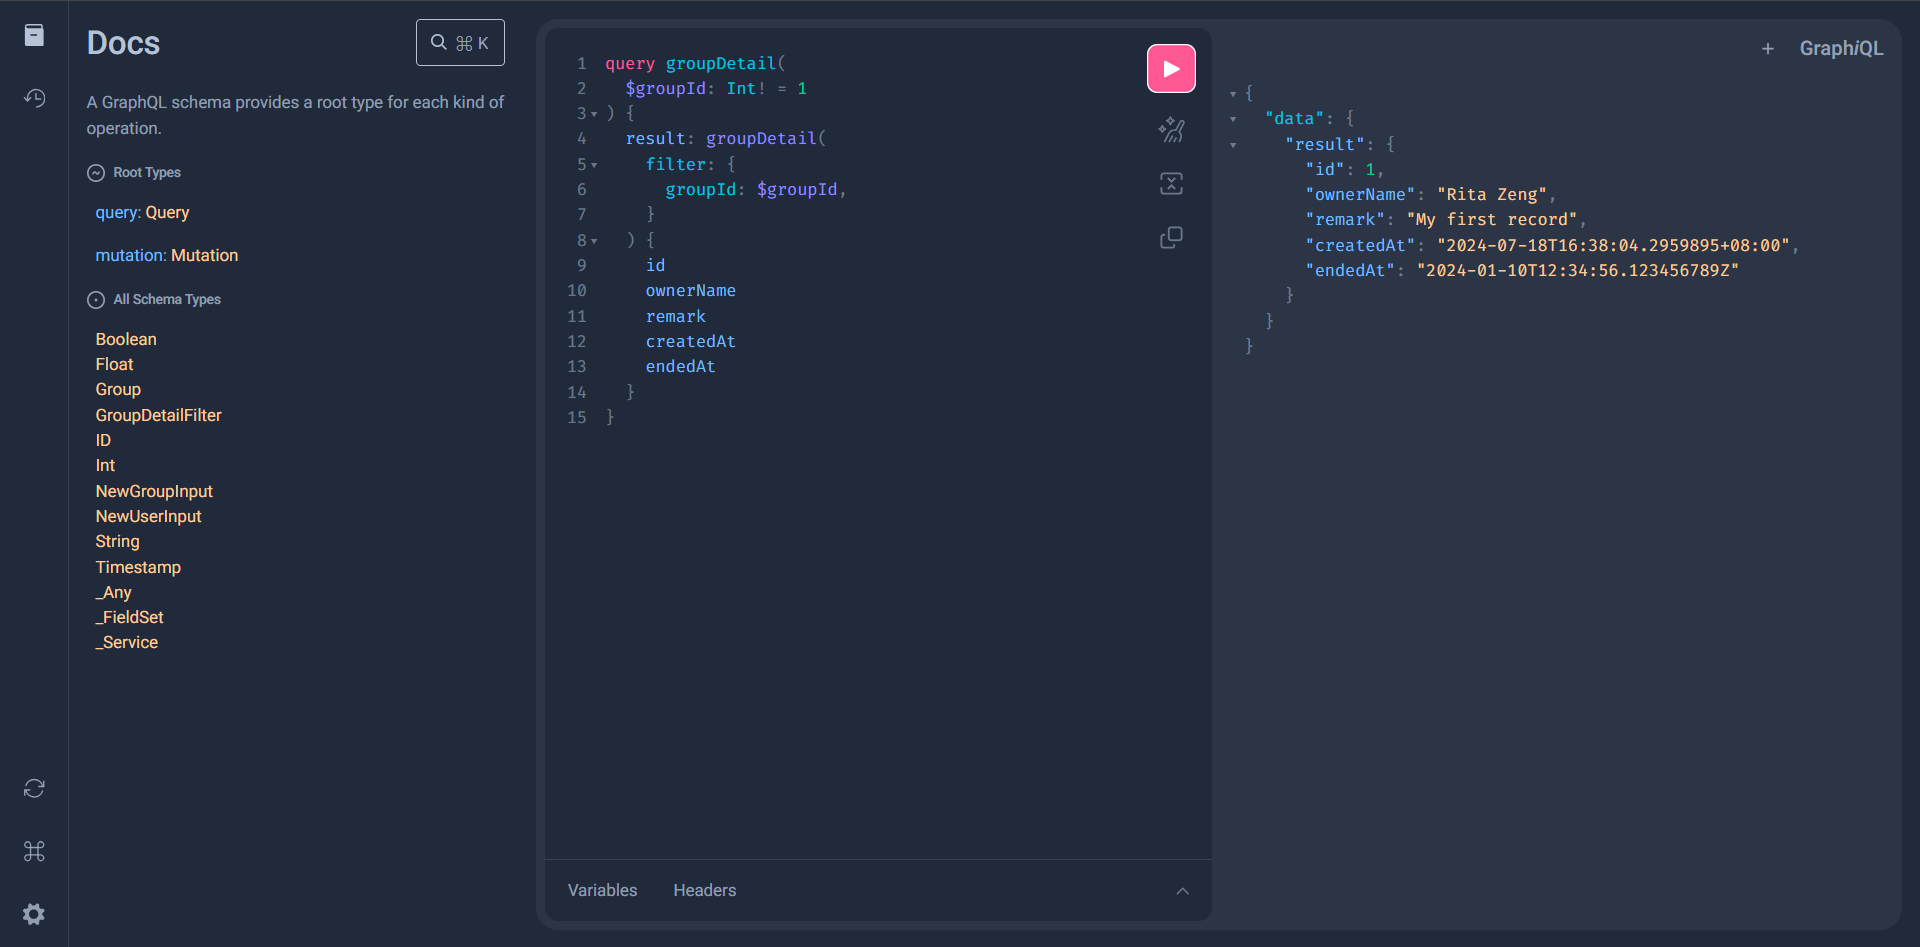 Docs
⌘ K
A GraphQL schema provides a root type for each kind of
operation.
Root Types
query: Query
mutation: Mutation
All Schema Types
Boolean
Float
Group
GroupDetailFilter
ID
Int
NewGroupInput
NewUserInput
String
Timestamp
_Any
_FieldSet
_Service
1 query groupDetail(
2 $groupId: Int! = 1
3 ) {
4 result: groupDetail(
5 filter: {
6 groupId: $groupId,
7 }
8 ) {
9 id
10 ownerName
11 remark
12 createdAt
13 endedAt
14 }
15 }
Variables Headers
+ GraphiQL
{
"data": {
"result": {
"id": 1,
"ownerName": "Rita Zeng",
"remark": "My first record",
"createdAt": "2024-07-18T16:38:04.2959895+08:00",
"endedAt": "2024-01-10T12:34:56.123456789Z"
}
}
}